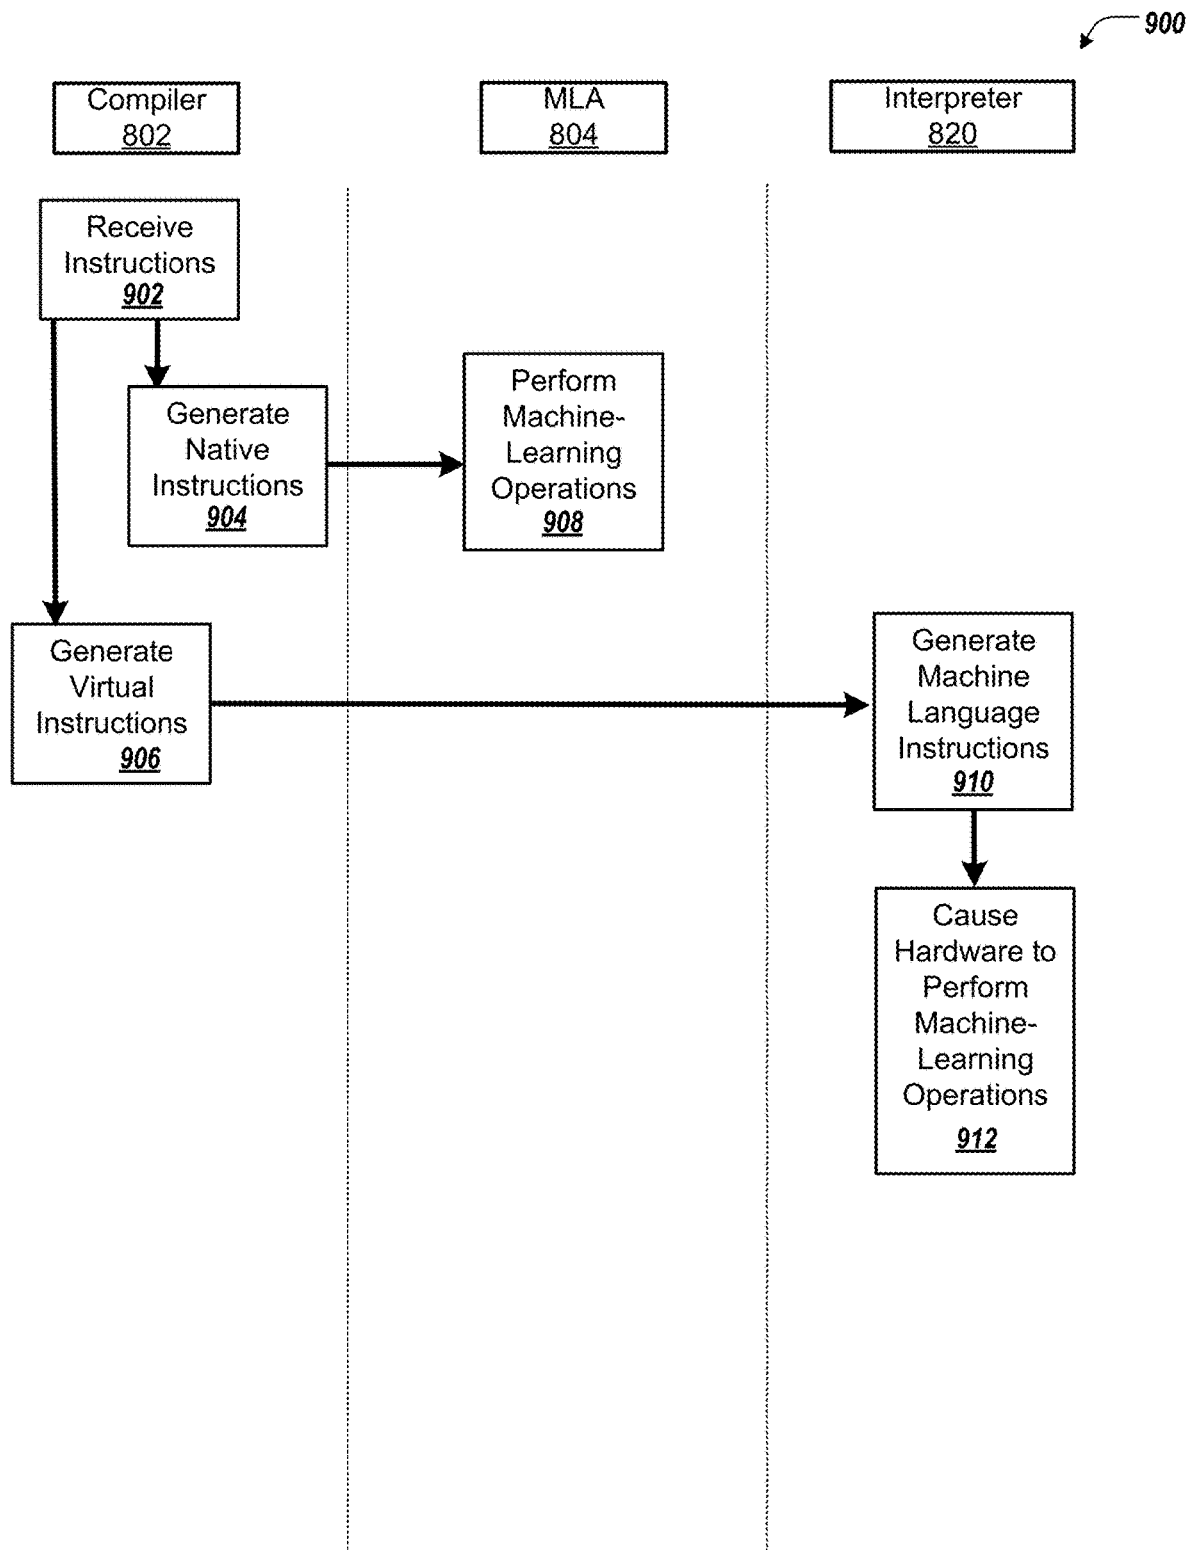 900
Compiler
802
MLA
804
Interpreter
820
Receive
Instructions
902
Generate
Native
Instructions
904
Perform
Machine-
Learning
Operations
908
Generate
Virtual
Instructions
906
Generate
Machine
Language
Instructions
910
Cause
Hardware to
Perform
Machine-
Learning
Operations
912